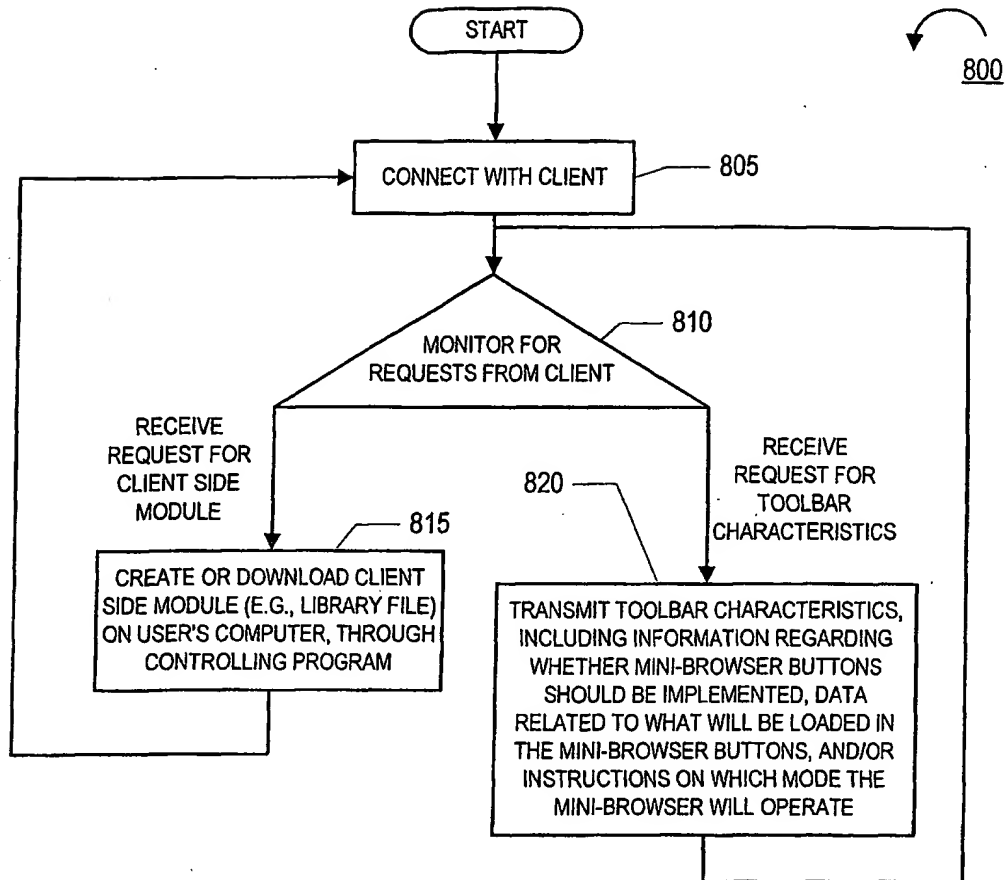 START
800
CONNECT WITH CLIENT
805
MONITOR FOR
REQUESTS FROM CLIENT
810
RECEIVE
REQUEST FOR
CLIENT SIDE
MODULE
RECEIVE
REQUEST FOR
TOOLBAR
CHARACTERISTICS
815
CREATE OR DOWNLOAD CLIENT
SIDE MODULE (E.G., LIBRARY FILE)
ON USER'S COMPUTER, THROUGH
CONTROLLING PROGRAM
820
TRANSMIT TOOLBAR CHARACTERISTICS,
INCLUDING INFORMATION REGARDING
WHETHER MINI-BROWSER BUTTONS
SHOULD BE IMPLEMENTED, DATA
RELATED TO WHAT WILL BE LOADED IN
THE MINI-BROWSER BUTTONS, AND/OR
INSTRUCTIONS ON WHICH MODE THE
MINI-BROWSER WILL OPERATE